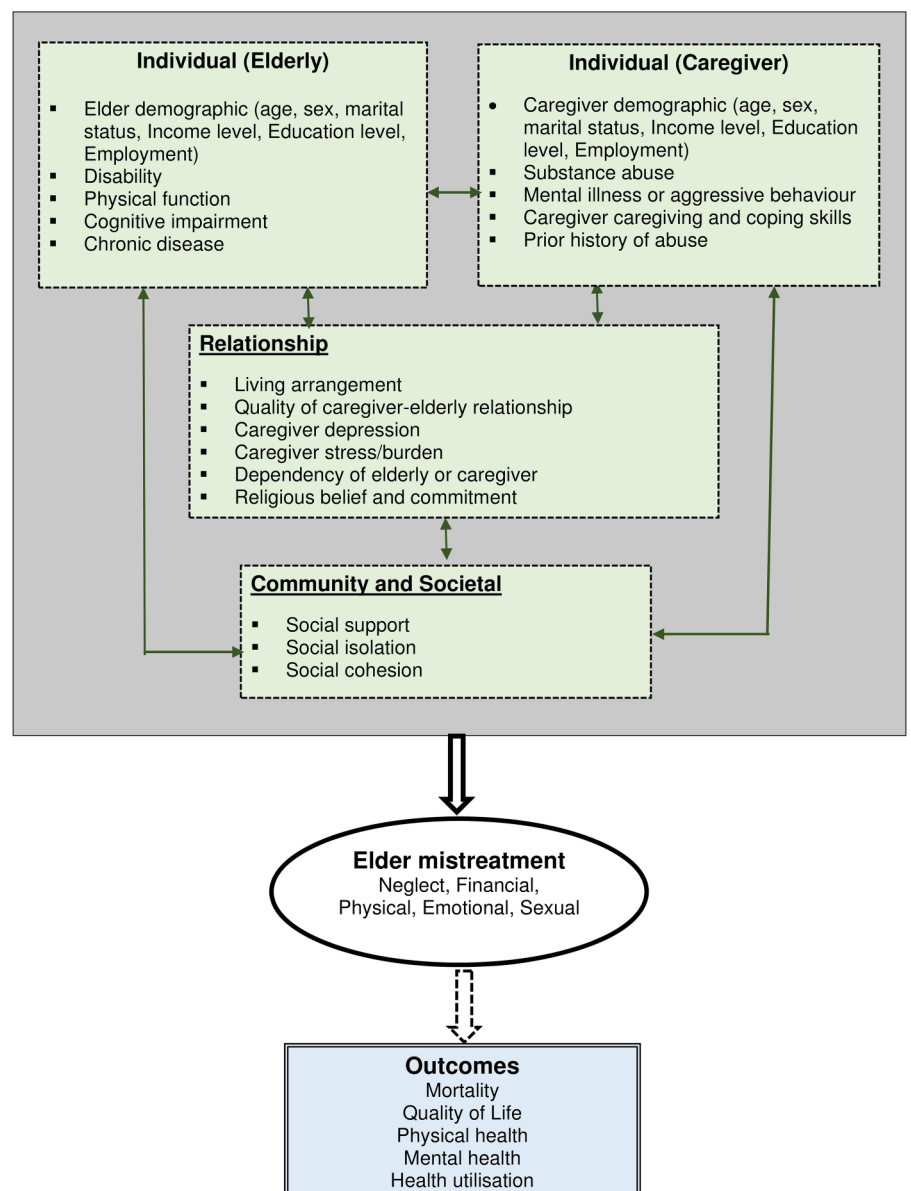 Individual (Elderly)
▪ Elder demographic (age, sex, marital
status, Income level, Education level,
Employment)
▪ Disability
▪ Physical function
▪ Cognitive impairment
▪ Chronic disease
Individual (Caregiver)
• Caregiver demographic (age, sex,
marital status, Income level, Education
level, Employment)
▪ Substance abuse
▪ Mental illness or aggressive behaviour
▪ Caregiver caregiving and coping skills
▪ Prior history of abuse
Relationship
▪ Living arrangement
▪ Quality of caregiver-elderly relationship
▪ Caregiver depression
▪ Caregiver stress/burden
▪ Dependency of elderly or caregiver
▪ Religious belief and commitment
Community and Societal
▪ Social support
▪ Social isolation
▪ Social cohesion
Elder mistreatment
Neglect, Financial,
Physical, Emotional, Sexual
Outcomes
Mortality
Quality of Life
Physical health
Mental health
Health utilisation